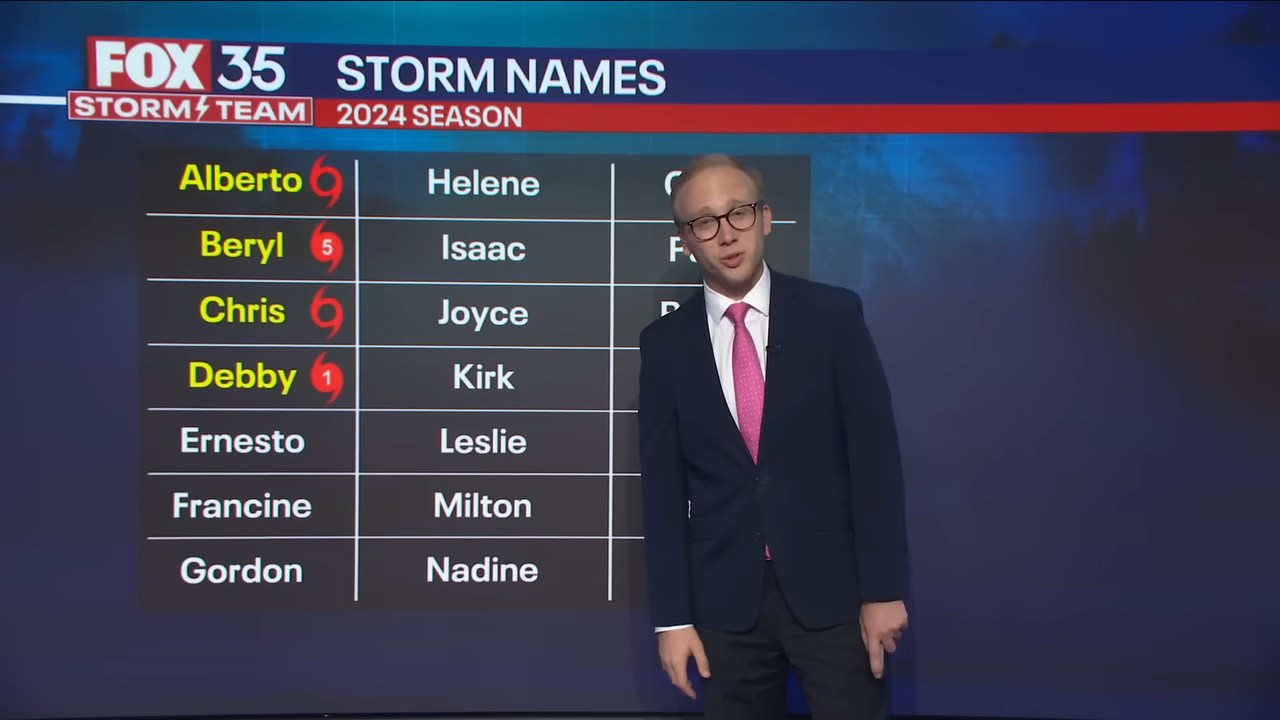 FOX 35
STORM TEAM
STORM NAMES
2024 SEASON
Alberto
Helene
Beryl 5
Isaac
Chris
Joyce
Debby 1
Kirk
Ernesto
Leslie
Francine
Milton
Gordon
Nadine